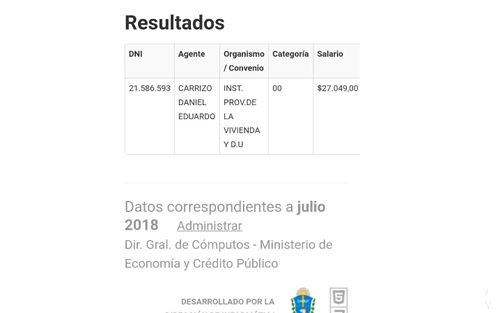 Resultados
DNI Agente Organismo / Convenio Categoría Salario
21.586.593 CARRIZO DANIEL EDUARDO INST. PROV.DE LA VIVIENDA Y D.U 00 $27.049,00
Datos correspondientes a julio
2018 Administrar
Dir. Gral. de Cómputos - Ministerio de
Economía y Crédito Público
DESARROLLADO POR LA